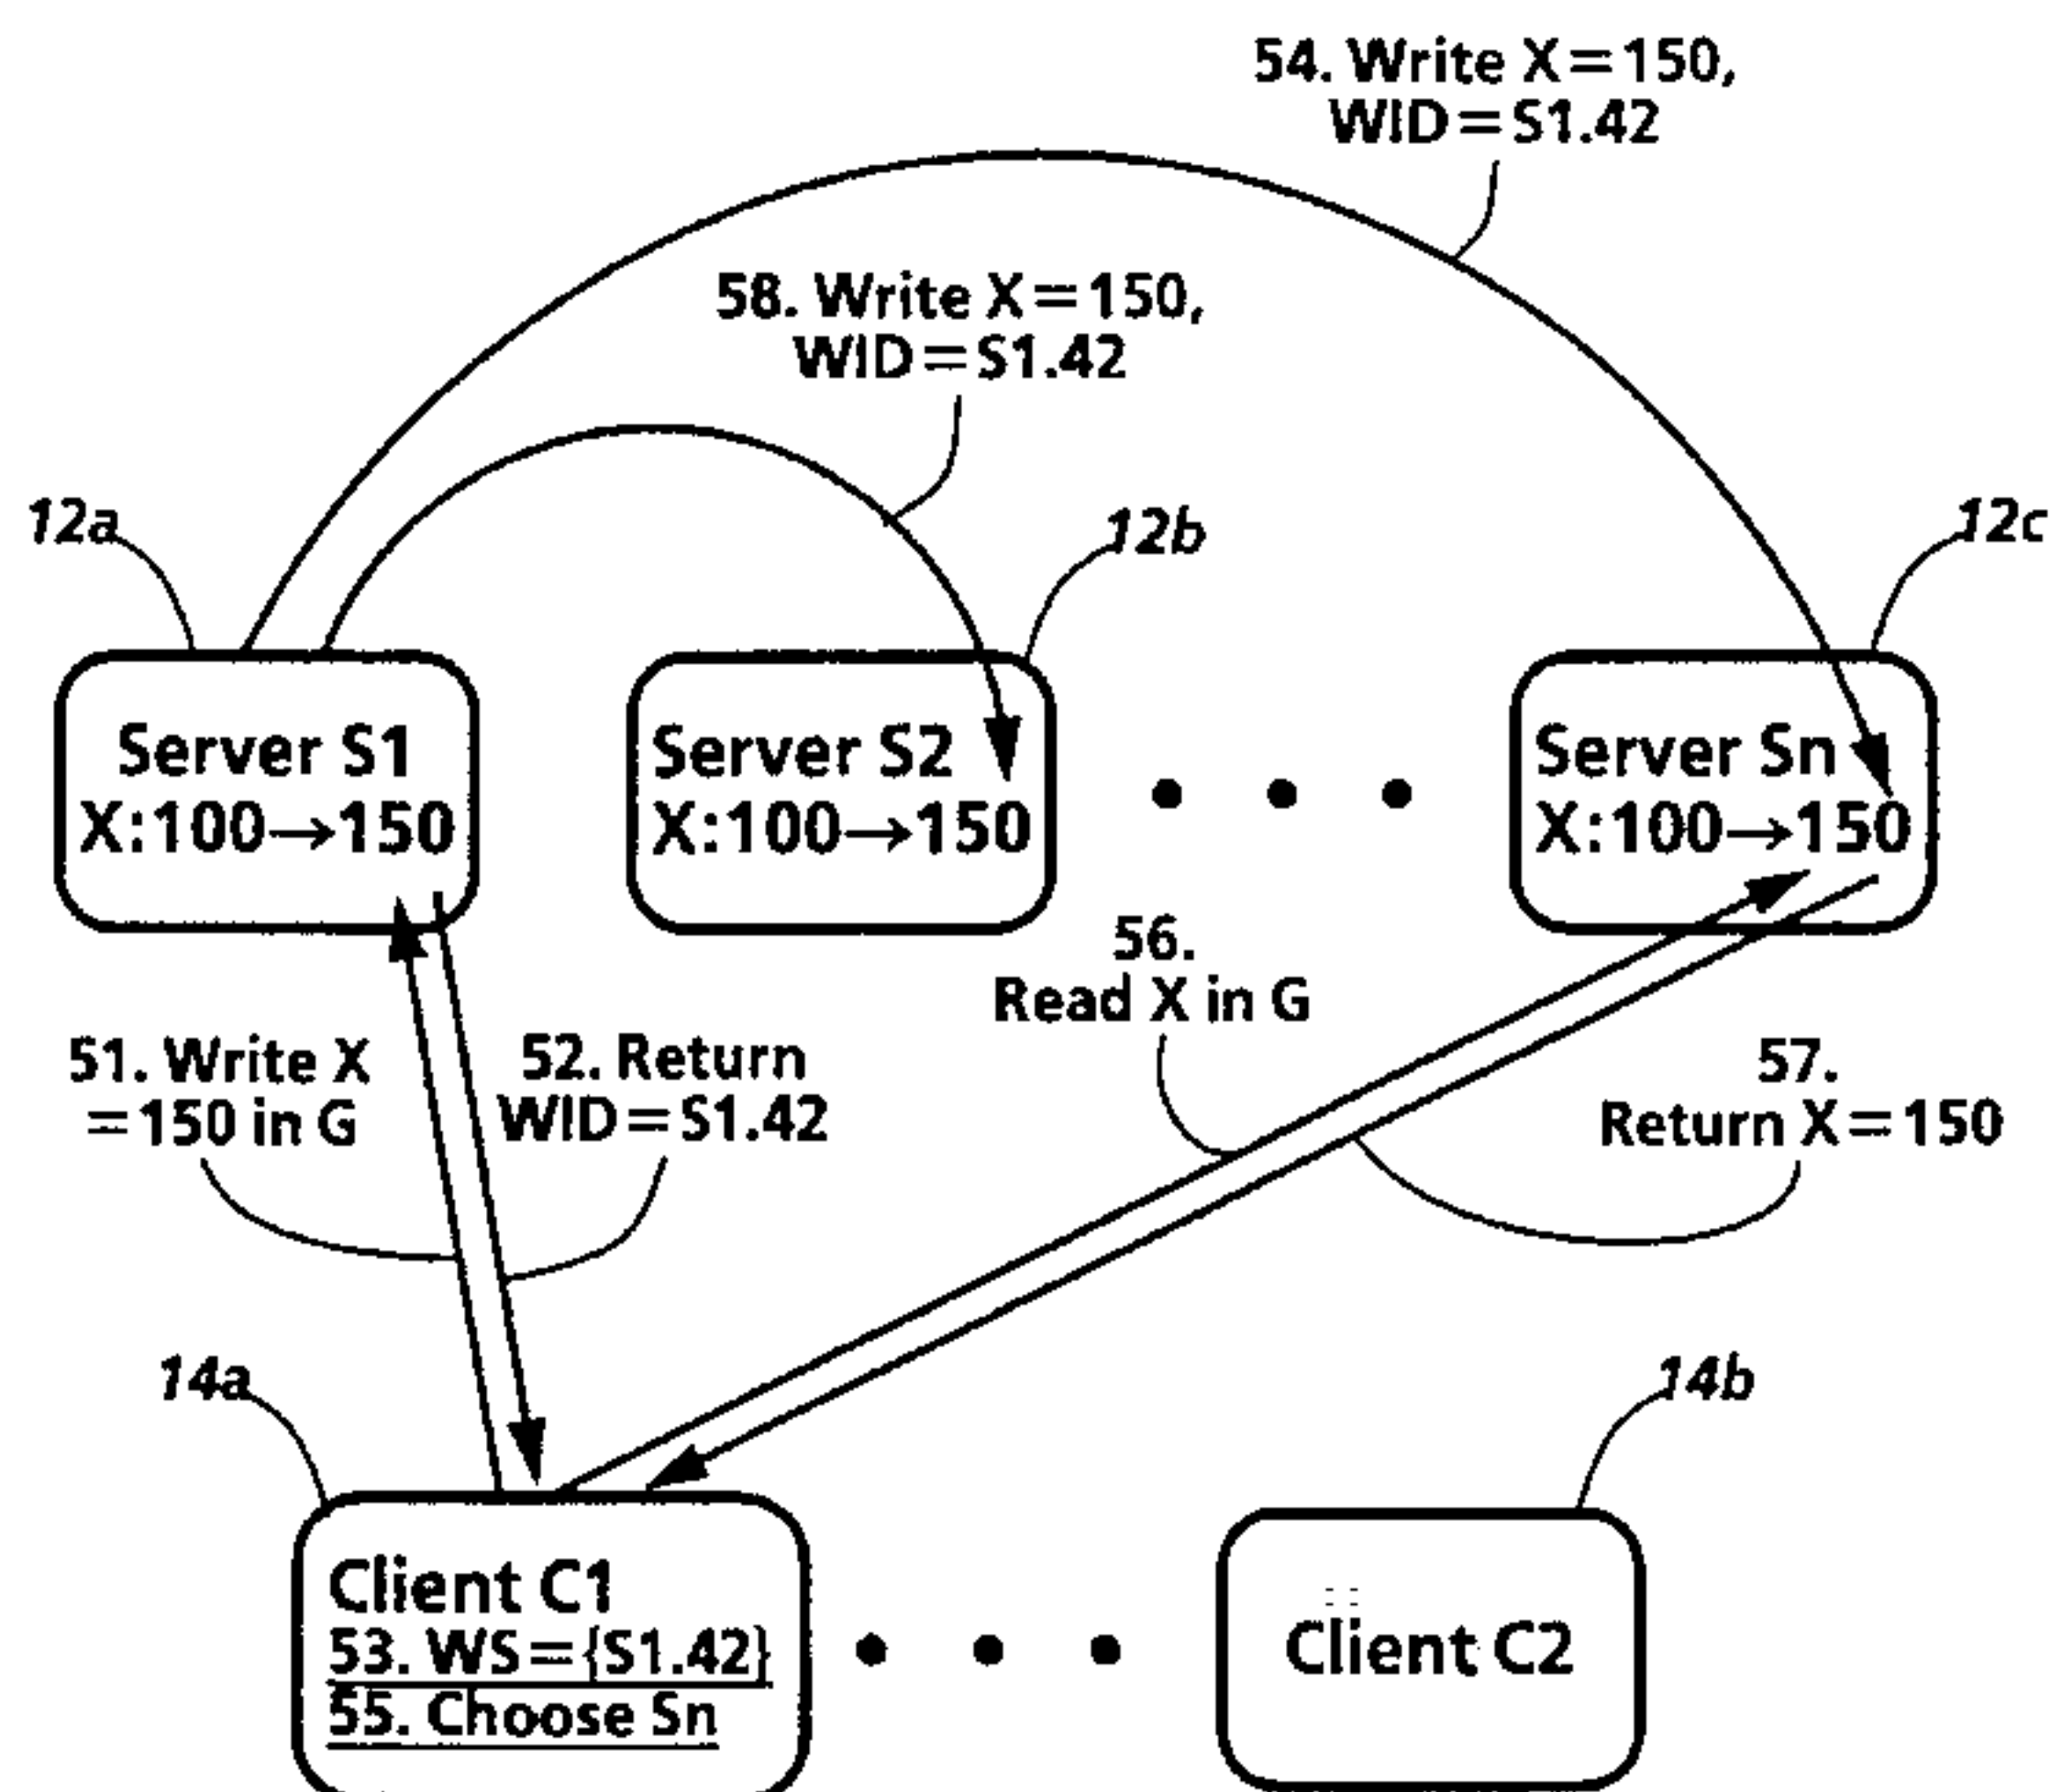 54. Write X=150,
WID=S1.42
58. Write X=150,
WID=S1.42
12a
12b
12c
Server S1
X:100→150
Server S2
X:100→150
Server Sn
X:100→150
56.
Read X in G
51. Write X
=150 in G
52. Return
WID=S1.42
57.
Return X=150
14a
14b
Client C1
53. WS={S1.42}
55. Choose Sn
Client C2